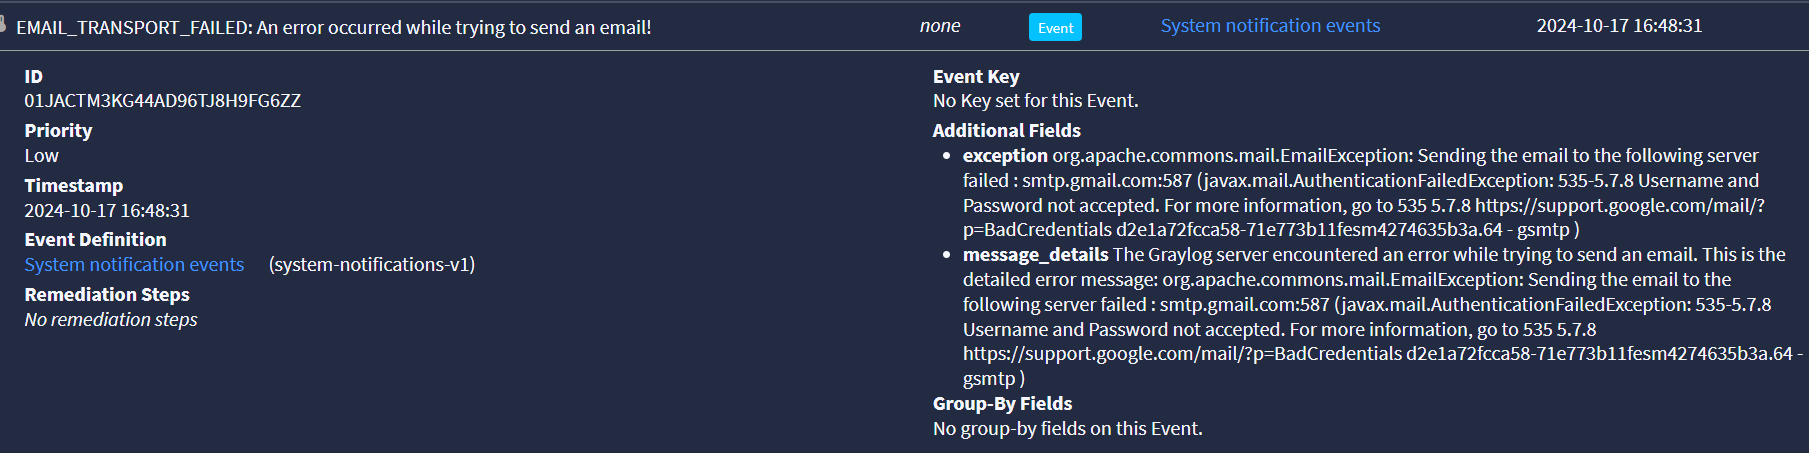 EMAIL_TRANSPORT_FAILED: An error occurred while trying to send an email! none Event System notification events 2024-10-17 16:48:31
ID
01JACTM3KG44AD96TJ8H9FG6ZZ
Priority
Low
Timestamp
2024-10-17 16:48:31
Event Definition
System notification events (system-notifications-v1)
Remediation Steps
No remediation steps
Event Key
No Key set for this Event.
Additional Fields
• exception org.apache.commons.mail.EmailException: Sending the email to the following server
failed : smtp.gmail.com:587 (javax.mail.AuthenticationFailedException: 535-5.7.8 Username and
Password not accepted. For more information, go to 535 5.7.8 https://support.google.com/mail/?
p=BadCredentials d2e1a72fcca58-71e773b11fesm4274635b3a.64 - gsmtp )
• message_details The Graylog server encountered an error while trying to send an email. This is the
detailed error message: org.apache.commons.mail.EmailException: Sending the email to the
following server failed : smtp.gmail.com:587 (javax.mail.AuthenticationFailedException: 535-5.7.8
Username and Password not accepted. For more information, go to 535 5.7.8
https://support.google.com/mail/?p=BadCredentials d2e1a72fcca58-71e773b11fesm4274635b3a.64 -
gsmtp )
Group-By Fields
No group-by fields on this Event.